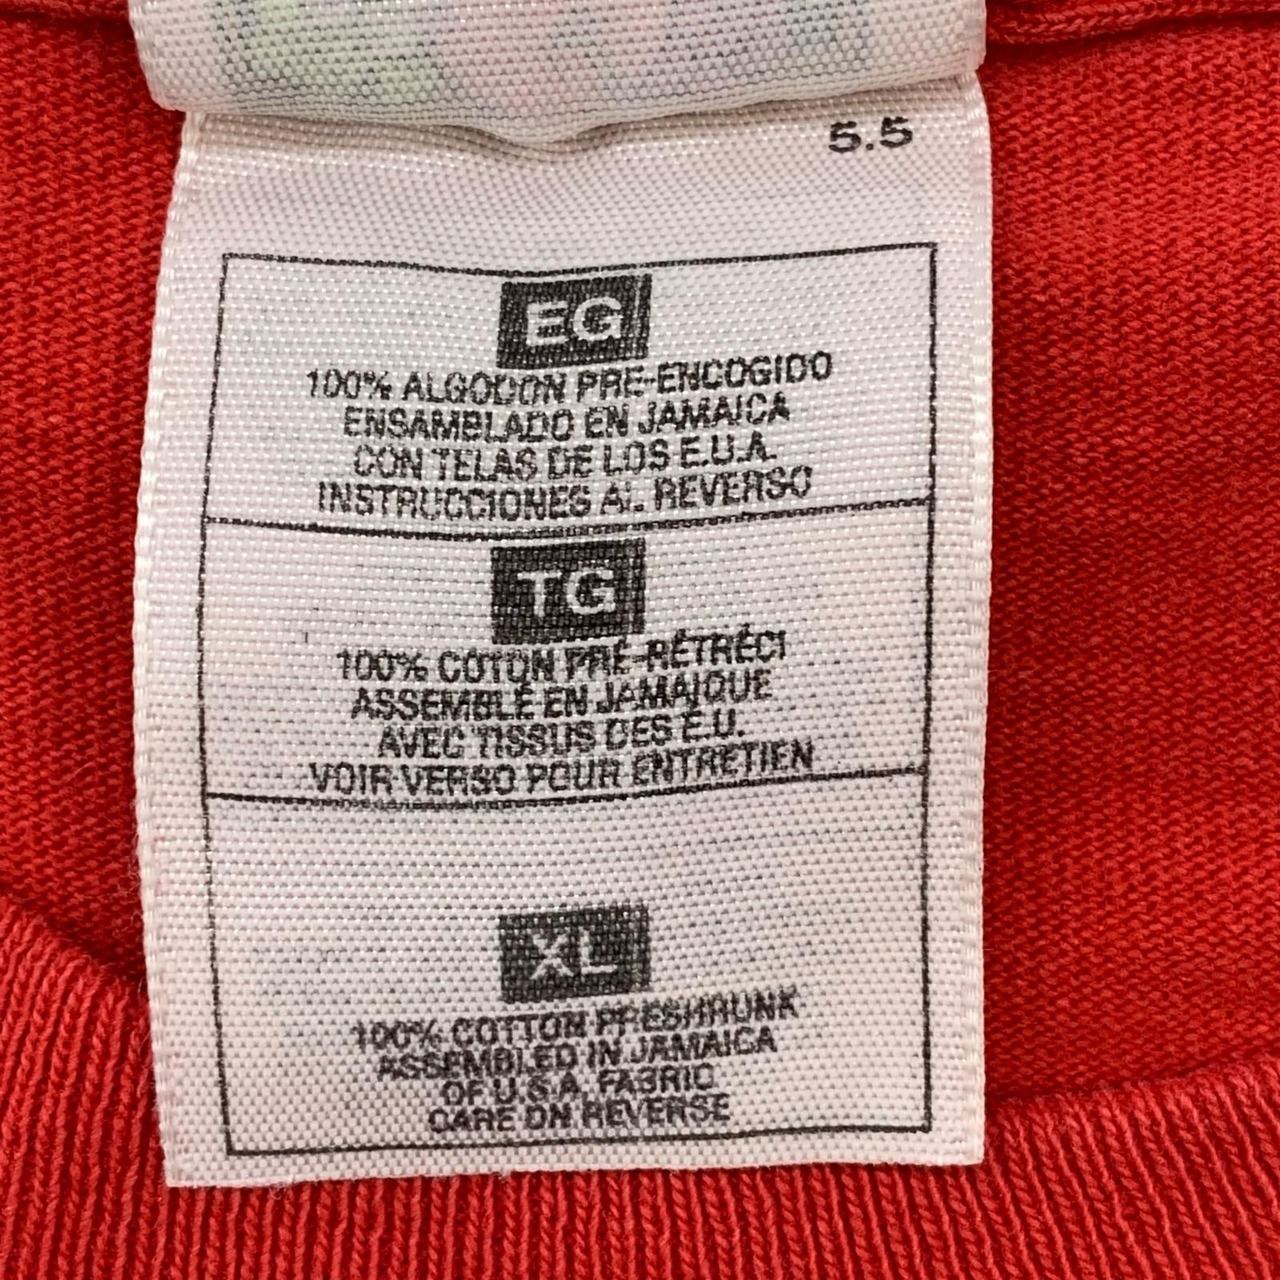 5.5
EG
100% ALGODON PRE-ENCOGIDO
ENSAMBLADO EN JAMAICA
CON TELAS DE LOS E.U.A.
INSTRUCCIONES AL REVERSO
TG
100% COTON PRÉ-RÉTRÉCI
ASSEMBLÉ EN JAMAIQUE
AVEC TISSUS DES E.U.
VOIR VERSO POUR ENTRETIEN
XL
100% COTTON PRESHRUNK
ASSEMBLED IN JAMAICA
OF U.S.A. FABRIC
CARE ON REVERSE